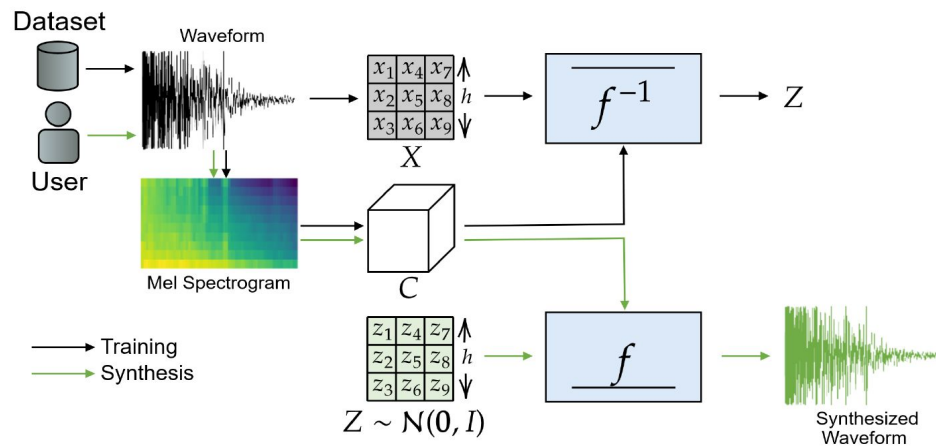 Dataset
Waveform
x₁ x₄ x₇
x₂ x₅ x₈
x₃ x₆ x₉
h
X
f⁻¹
Z
User
Mel Spectrogram
C
Training
Synthesis
z₁ z₄ z₇
z₂ z₅ z₈
z₃ z₆ z₉
h
Z ~ N(0, I)
f
Synthesized
Waveform